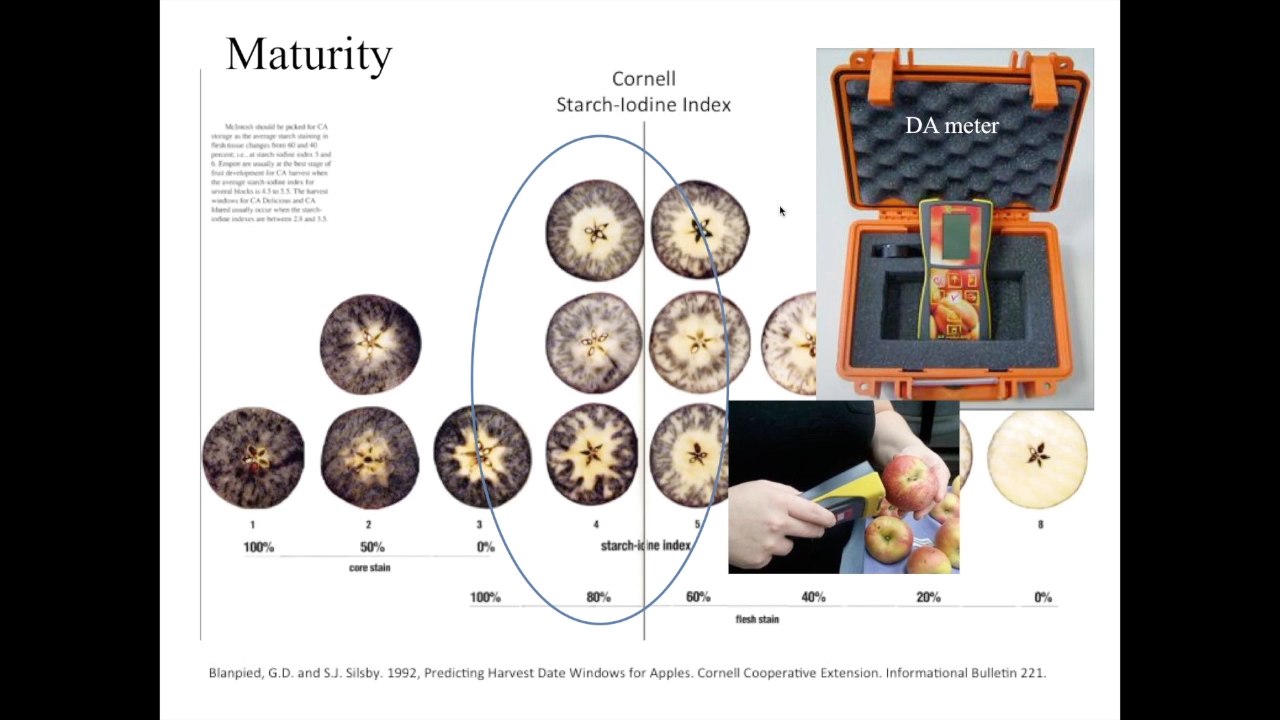 Maturity
Cornell
Starch-Iodine Index
DA meter
McIntosh should be picked for CA
storage as the average starch staining in
flesh tissue changes from 60 and 40
percent, i.e., at starch-iodine index 5 and
6. Empire are usually at the best stage of
fruit development for CA harvest when
the average starch-iodine index for
several blocks is 4.5 to 5.5. The harvest
windows for CA Delicious and CA
Idared usually occur when the starch-
iodine indexes are between 2.8 and 3.5.
1 2 3 4 5 8
100% 50% 0% starch-iodine index
core stain
100% 80% 60% 40% 20% 0%
flesh stain
Blanpied, G.D. and S.J. Silsby. 1992, Predicting Harvest Date Windows for Apples. Cornell Cooperative Extension. Informational Bulletin 221.